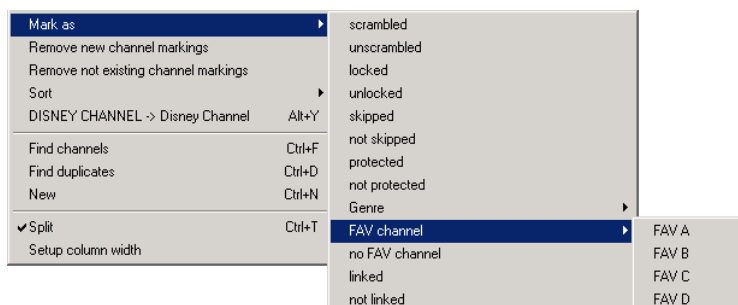 Mark as
Remove new channel markings
Remove not existing channel markings
Sort
DISNEY CHANNEL -> Disney Channel Alt+Y
Find channels Ctrl+F
Find duplicates Ctrl+D
New Ctrl+N
Split Ctrl+T
Setup column width
scrambled
unscrambled
locked
unlocked
skipped
not skipped
protected
not protected
Genre
FAV channel
no FAV channel
linked
not linked
FAV A
FAV B
FAV C
FAV D